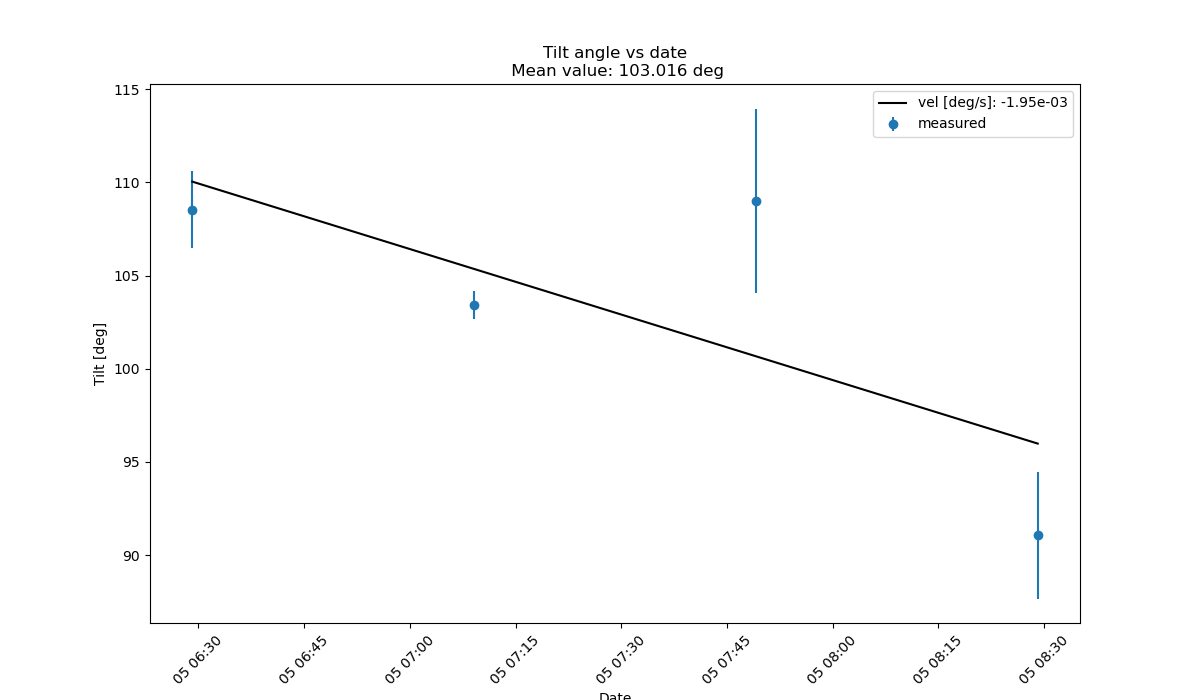 Tilt angle vs date
Mean value: 103.016 deg
vel [deg/s]: -1.95e-03
measured
115
110
105
100
95
90
Tilt [deg]
05 06:30
05 06:45
05 07:00
05 07:15
05 07:30
05 07:45
05 08:00
05 08:15
05 08:30
Date